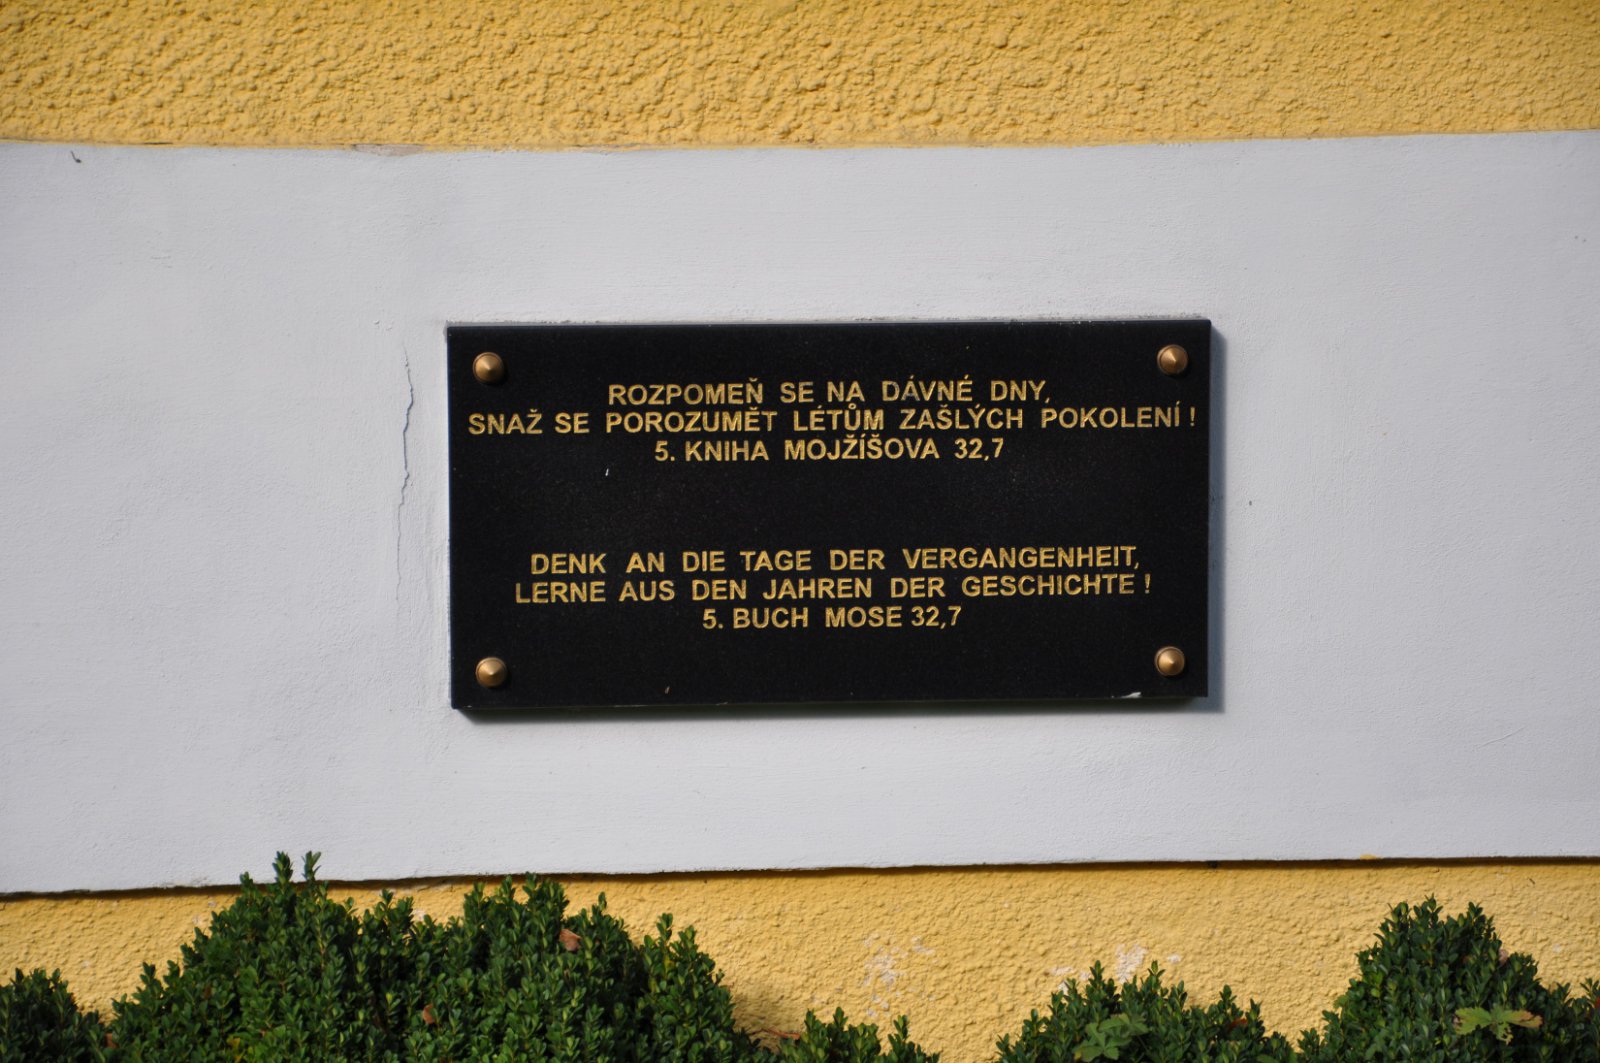 ROZPOMEŇ SE NA DÁVNÉ DNY,
SNAŽ SE POROZUMĚT LÉTŮM ZAŠLÝCH POKOLENÍ !
5. KNIHA MOJŽÍŠOVA 32,7
DENK AN DIE TAGE DER VERGANGENHEIT,
LERNE AUS DEN JAHREN DER GESCHICHTE !
5. BUCH MOSE 32,7